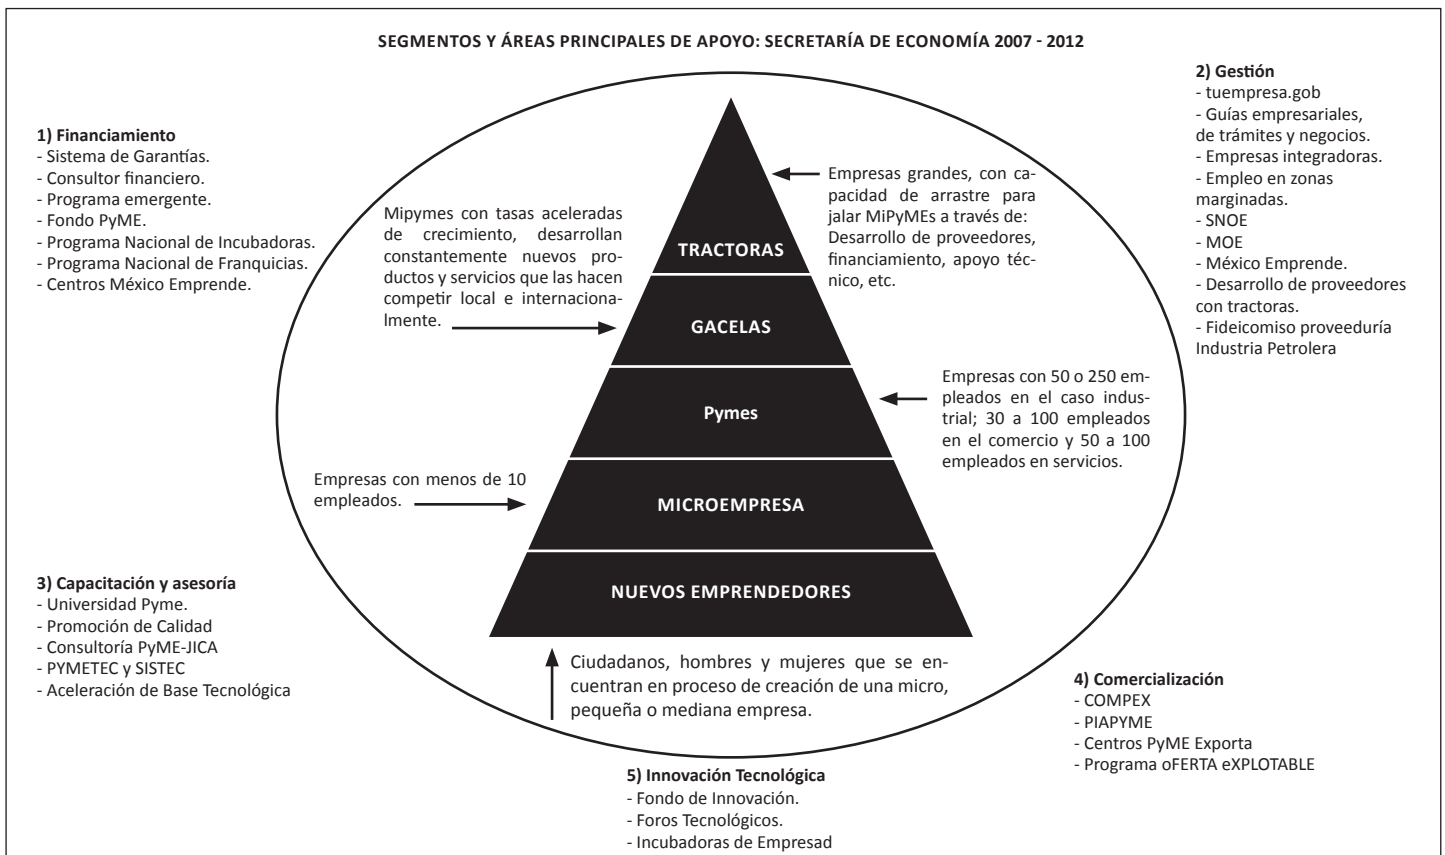 SEGMENTOS Y ÁREAS PRINCIPALES DE APOYO: SECRETARÍA DE ECONOMÍA 2007 - 2012
1) Financiamiento
- Sistema de Garantías.
- Consultor financiero.
- Programa emergente.
- Fondo PyME.
- Programa Nacional de Incubadoras.
- Programa Nacional de Franquicias.
- Centros México Emprende.
2) Gestión
- tuempresa.gob
- Guías empresariales,
de trámites y negocios.
- Empresas integradoras.
- Empleo en zonas
marginadas.
- SNOE
- MOE
- México Emprende.
- Desarrollo de proveedores
con tractoras.
- Fideicomiso proveeduría
Industria Petrolera
Mipymes con tasas aceleradas
de crecimiento, desarrollan
constantemente nuevos pro-
ductos y servicios que las hacen
competir local e internaciona-
lmente.
Empresas grandes, con ca-
pacidad de arrastre para
jalar MiPyMEs a través de:
Desarrollo de proveedores,
financiamiento, apoyo téc-
nico, etc.
TRACTORAS
GACELAS
Pymes
Empresas con 50 o 250 em-
pleados en el caso indus-
trial; 30 a 100 empleados
en el comercio y 50 a 100
empleados en servicios.
Empresas con menos de 10
empleados.
MICROEMPRESA
NUEVOS EMPRENDEDORES
Ciudadanos, hombres y mujeres que se en-
cuentran en proceso de creación de una micro,
pequeña o mediana empresa.
3) Capacitación y asesoría
- Universidad Pyme.
- Promoción de Calidad
- Consultoría PyME-JICA
- PYMETEC y SISTEC
- Aceleración de Base Tecnológica
4) Comercialización
- COMPEX
- PIAPYME
- Centros PyME Exporta
- Programa oFERTA eXPLOTABLE
5) Innovación Tecnológica
- Fondo de Innovación.
- Foros Tecnológicos.
- Incubadoras de Empresad